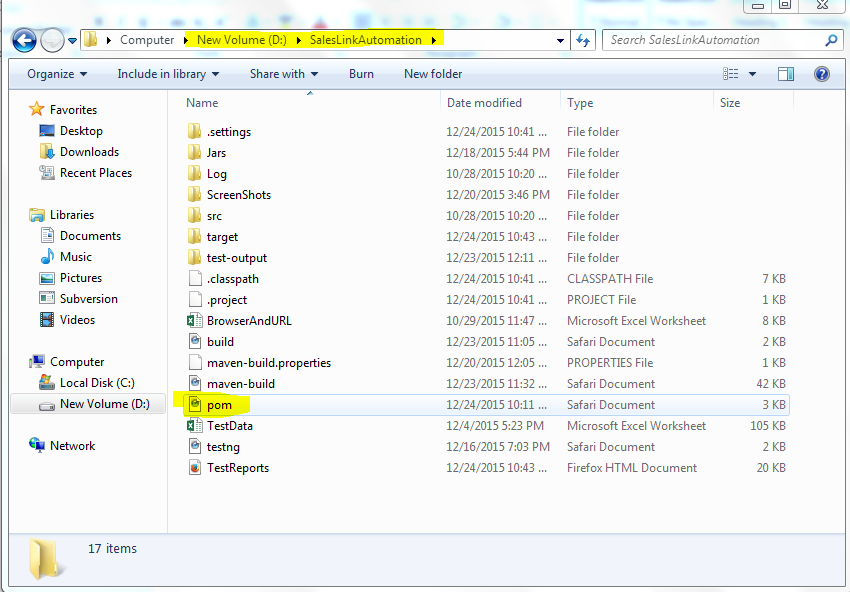 Computer New Volume (D:) SalesLinkAutomation Search SalesLinkAutomation
Organize Include in library Share with Burn New folder
Name Date modified Type Size
Favorites
Desktop
Downloads
Recent Places
Libraries
Documents
Music
Pictures
Subversion
Videos
Computer
Local Disk (C:)
New Volume (D:)
Network
.settings 12/24/2015 10:41 ... File folder
Jars 12/18/2015 5:44 PM File folder
Log 10/28/2015 10:20 ... File folder
ScreenShots 12/20/2015 3:46 PM File folder
src 10/28/2015 10:20 ... File folder
target 12/24/2015 10:43 ... File folder
test-output 12/23/2015 12:11 ... File folder
.classpath 12/24/2015 10:41 ... CLASSPATH File 7 KB
.project 12/24/2015 10:41 ... PROJECT File 1 KB
BrowserAndURL 10/29/2015 11:47 ... Microsoft Excel Worksheet 8 KB
build 12/23/2015 11:05 ... Safari Document 2 KB
maven-build.properties 12/20/2015 12:05 ... PROPERTIES File 1 KB
maven-build 12/23/2015 11:32 ... Safari Document 42 KB
pom 12/24/2015 10:11 ... Safari Document 3 KB
TestData 12/4/2015 5:23 PM Microsoft Excel Worksheet 105 KB
testng 12/16/2015 7:03 PM Safari Document 2 KB
TestReports 12/24/2015 10:43 ... Firefox HTML Document 20 KB
17 items